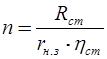 n = R_ст / (r_н.з · η_ст)